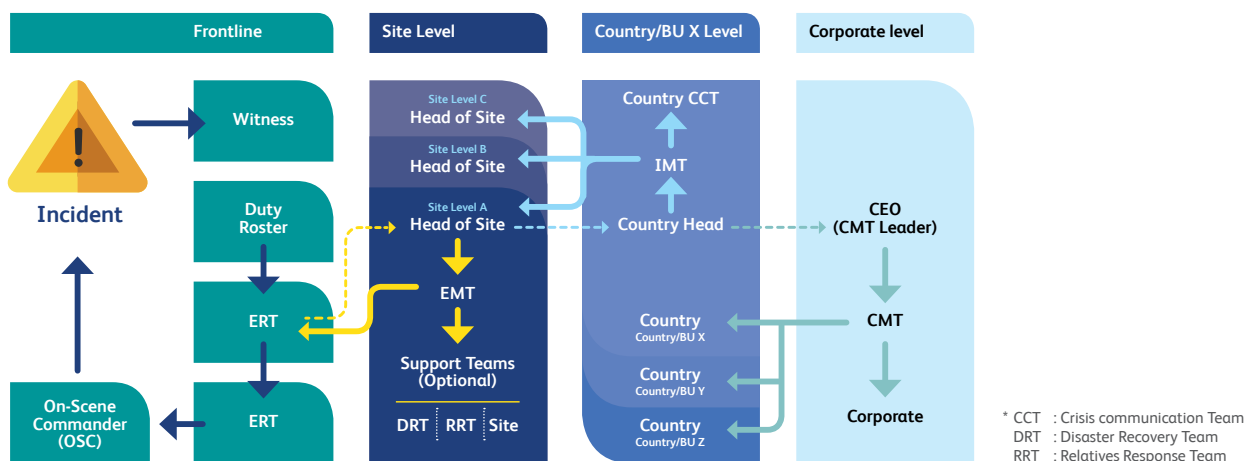 Frontline
Site Level
Country/BU X Level
Corporate level
!
Incident
Witness
Duty
Roster
ERT
ERT
On-Scene
Commander
(OSC)
Site Level C
Head of Site
Site Level B
Head of Site
Site Level A
Head of Site
EMT
Support Teams
(Optional)
DRT RRT Site
Country CCT
IMT
Country Head
Country
Country/BU X
Country
Country/BU Y
Country
Country/BU Z
CEO
(CMT Leader)
CMT
Corporate
* CCT : Crisis communication Team
DRT : Disaster Recovery Team
RRT : Relatives Response Team